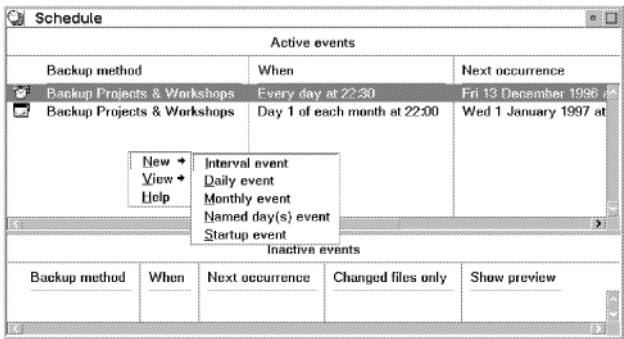 Schedule
Active events
Backup method When Next occurrence
Backup Projects & Workshops Every day at 22:30 Fri 13 December 1996
Backup Projects & Workshops Day 1 of each month at 22:00 Wed 1 January 1997 at
New Interval event
View Daily event
Help Monthly event
Named day(s) event
Startup event
Inactive events
Backup method When Next occurrence Changed files only Show preview